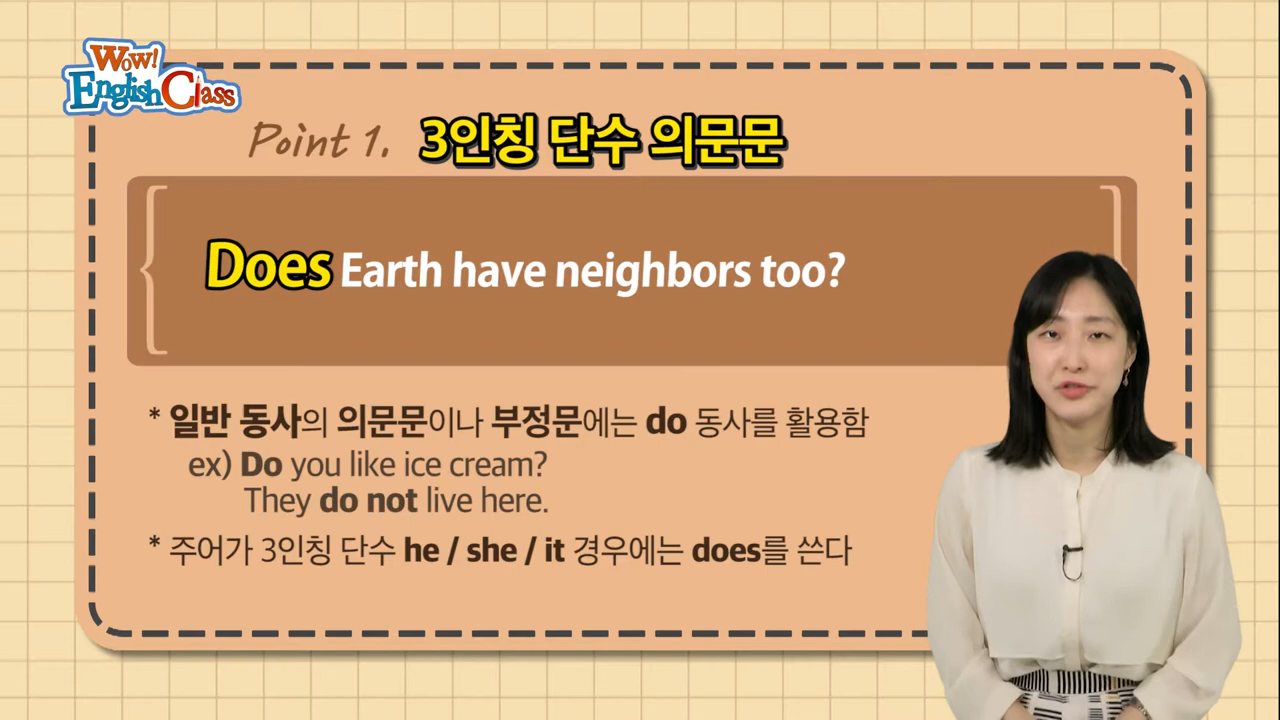 Wow!
English Class
Point 1. 3인칭 단수 의문문
Does Earth have neighbors too?
* 일반 동사의 의문문이나 부정문에는 do 동사를 활용함
ex) Do you like ice cream?
They do not live here.
* 주어가 3인칭 단수 he / she / it 경우에는 does를 쓴다